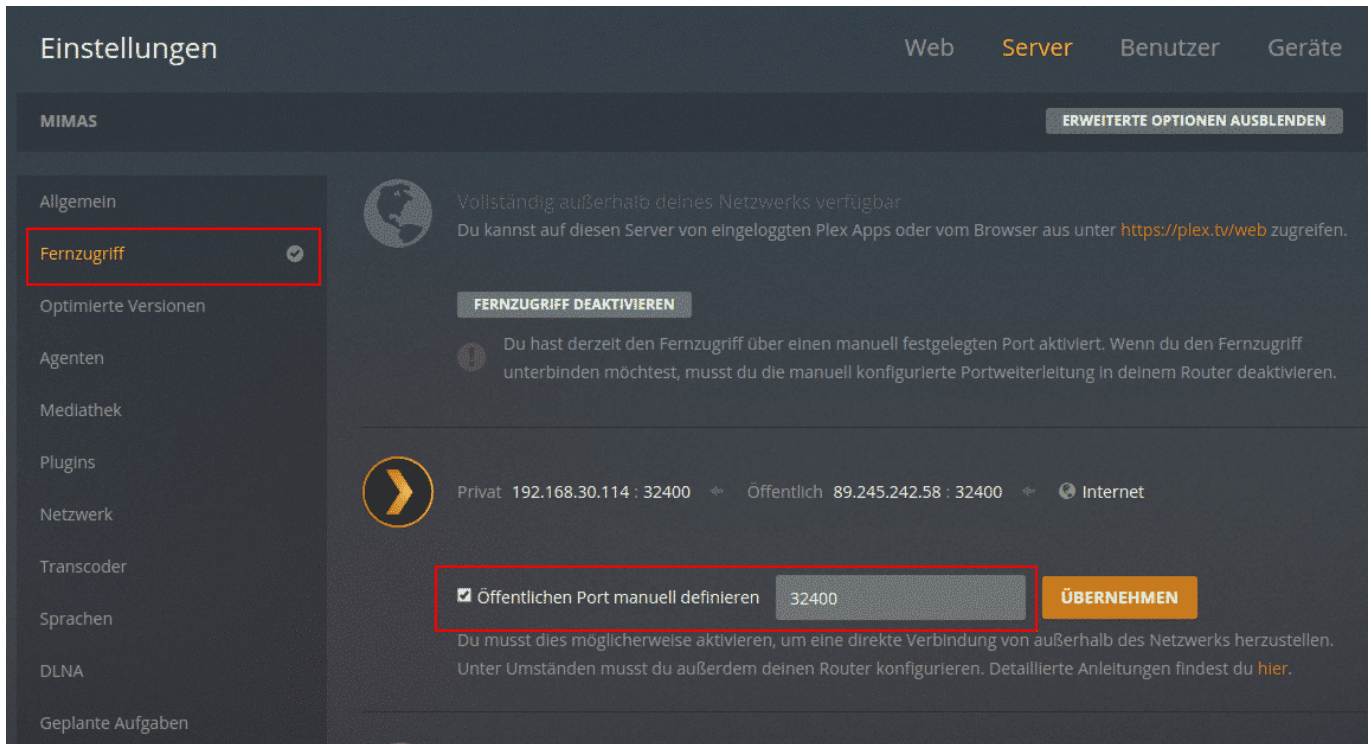 Einstellungen
Web Server Benutzer Geräte
MIMAS
ERWEITERTE OPTIONEN AUSBLENDEN
Allgemein
Fernzugriff
Optimierte Versionen
Agenten
Mediathek
Plugins
Netzwerk
Transcoder
Sprachen
DLNA
Geplante Aufgaben
Vollständig außerhalb deines Netzwerks verfügbar
Du kannst auf diesen Server von eingeloggten Plex Apps oder vom Browser aus unter https://plex.tv/web zugreifen.
FERNZUGRIFF DEAKTIVIEREN
Du hast derzeit den Fernzugriff über einen manuell festgelegten Port aktiviert. Wenn du den Fernzugriff
unterbinden möchtest, musst du die manuell konfigurierte Portweiterleitung in deinem Router deaktivieren.
Privat 192.168.30.114 : 32400 Öffentlich 89.245.242.58 : 32400 Internet
Öffentlichen Port manuell definieren 32400 ÜBERNEHMEN
Du musst dies möglicherweise aktivieren, um eine direkte Verbindung von außerhalb des Netzwerks herzustellen.
Unter Umständen musst du außerdem deinen Router konfigurieren. Detaillierte Anleitungen findest du hier.